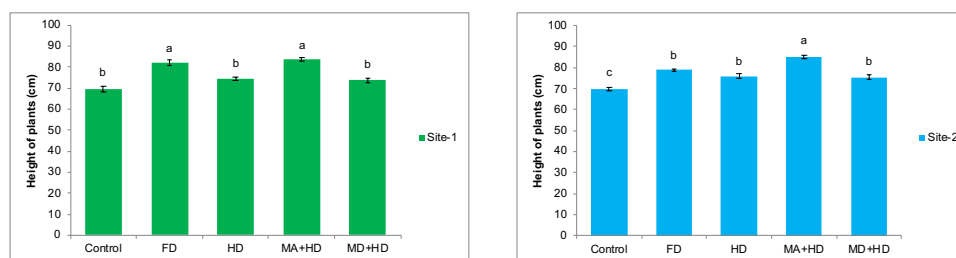 100
90
80
70
60
50
40
30
20
10
0
Height of plants (cm)
b
a
b
a
b
Control FD HD MA+HD MD+HD
Site-1
100
90
80
70
60
50
40
30
20
10
0
Height of plants (cm)
c
b
b
a
b
Control FD HD MA+HD MD+HD
Site-2